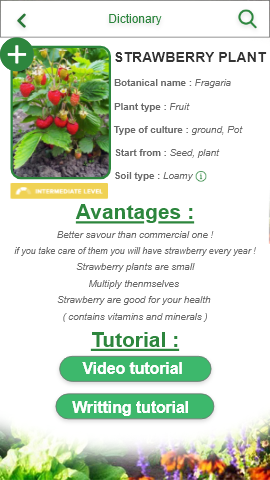 Dictionary
STRAWBERRY PLANT
Botanical name : Fragaria
Plant type : Fruit
Type of culture : ground, Pot
Start from : Seed, plant
Soil type : Loamy
INTERMEDIATE LEVEL
Avantages :
Better savour than commercial one !
if you take care of them you will have strawberry every year !
Strawberry plants are small
Multiply thenmselves
Strawberry are good for your health
( contains vitamins and minerals )
Tutorial :
Video tutorial
Writting tutorial